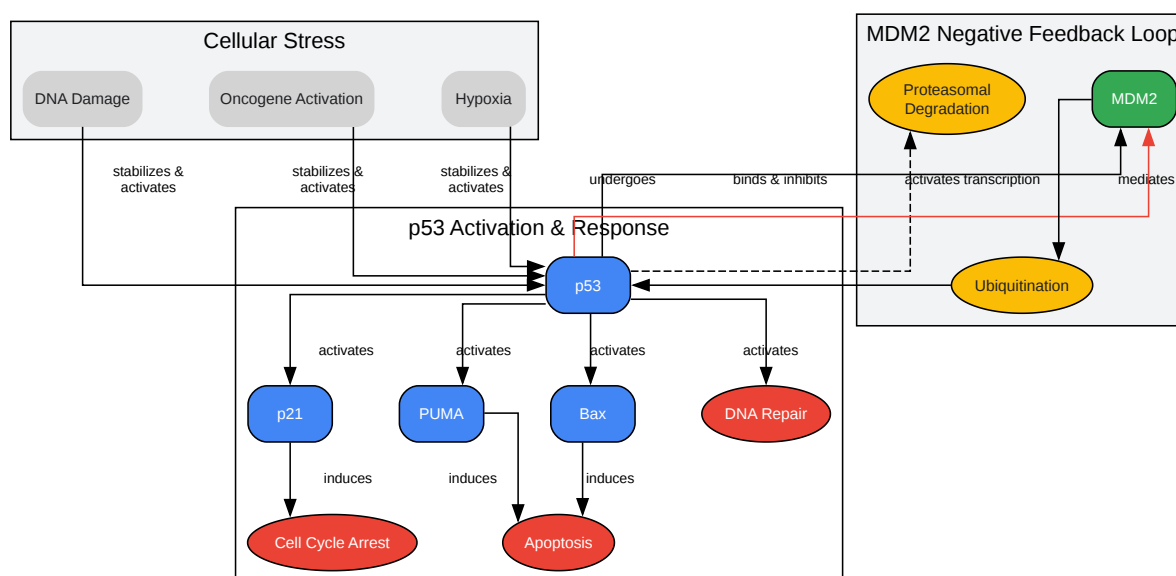 Cellular Stress
MDM2 Negative Feedback Loop
DNA Damage
Oncogene Activation
Hypoxia
Proteasomal
Degradation
MDM2
stabilizes &
activates
stabilizes &
activates
stabilizes &
activates
undergoes
binds & inhibits
activates transcription
mediates
p53 Activation & Response
p53
Ubiquitination
activates
activates
activates
activates
p21
PUMA
Bax
DNA Repair
induces
induces
induces
Cell Cycle Arrest
Apoptosis